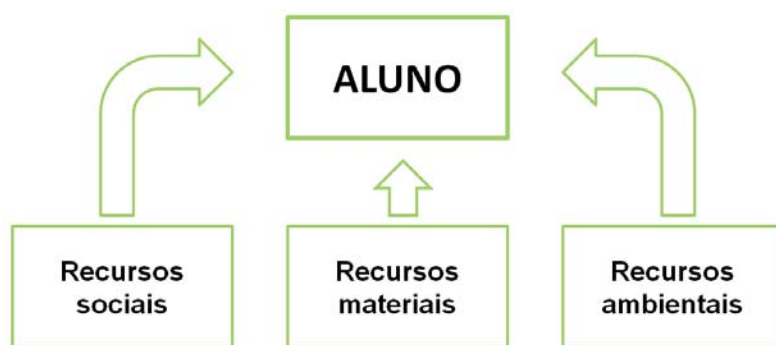 ALUNO
Recursos
sociais
Recursos
materiais
Recursos
ambientais